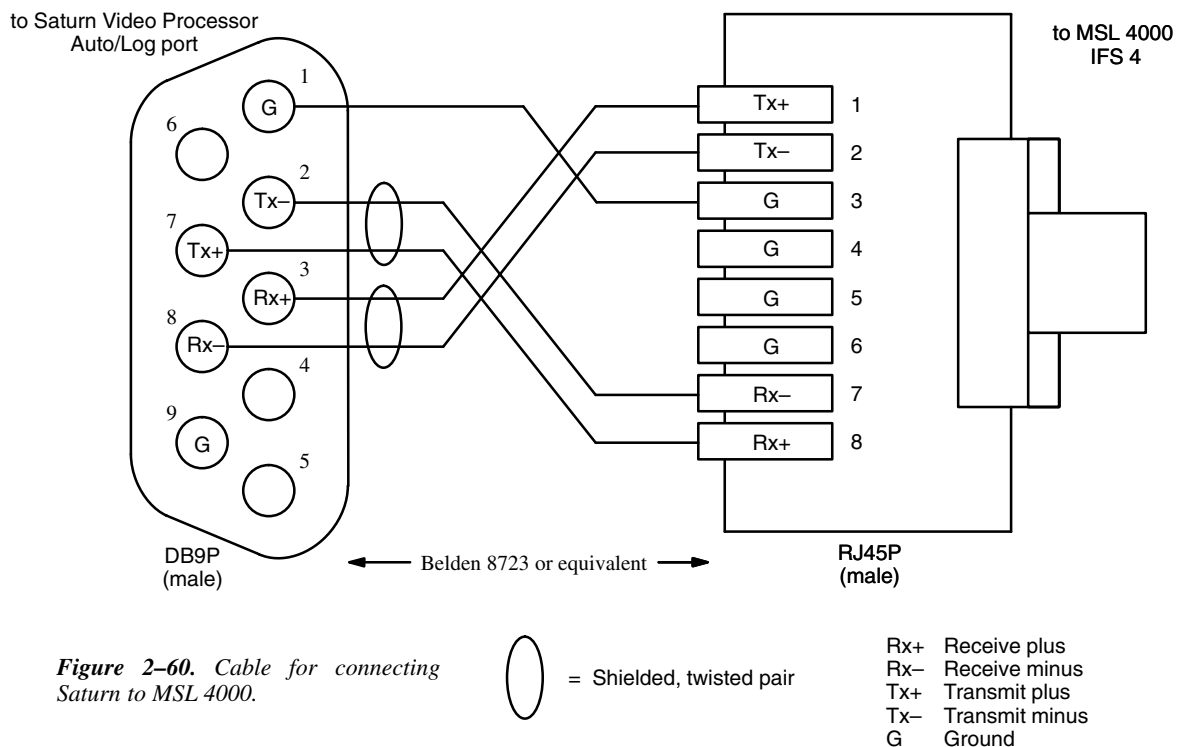 to Saturn Video Processor
Auto/Log port
to MSL 4000
IFS 4
1
G
6
2
Tx–
7
Tx+
3
Rx+
8
Rx–
4
9
G
5
Tx+ 1
Tx– 2
G 3
G 4
G 5
G 6
Rx– 7
Rx+ 8
DB9P
(male)
Belden 8723 or equivalent
RJ45P
(male)
Figure 2–60. Cable for connecting
Saturn to MSL 4000.
= Shielded, twisted pair
Rx+ Receive plus
Rx– Receive minus
Tx+ Transmit plus
Tx– Transmit minus
G Ground